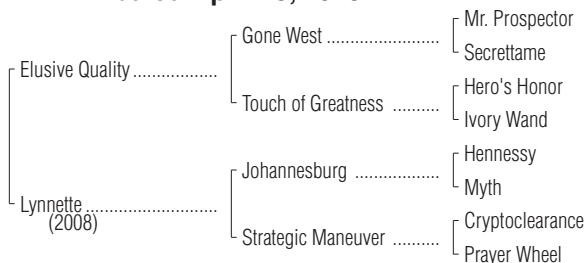 Mr. Prospector
Gone West
Secrettame
Elusive Quality
Hero's Honor
Touch of Greatness
Ivory Wand
Hennessy
Johannesburg
Myth
Lynnette
(2008)
Cryptoclearance
Strategic Maneuver
Prayer Wheel